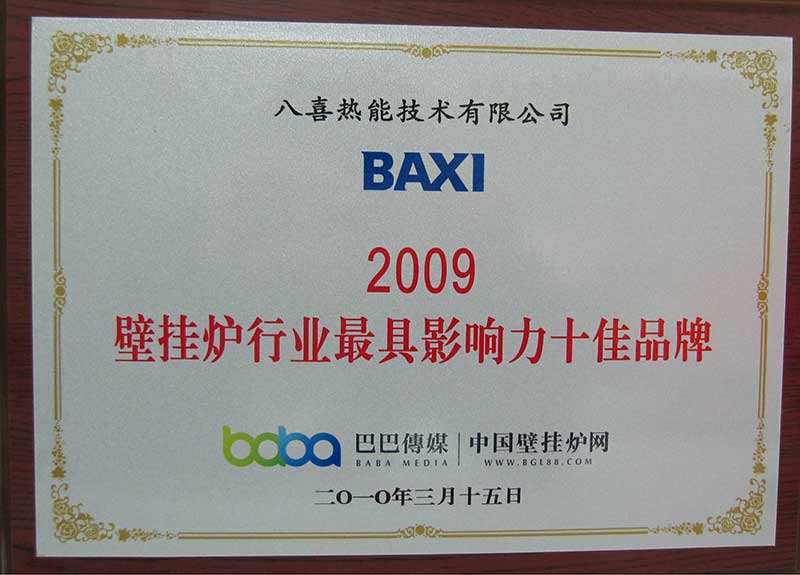 八喜热能技术有限公司
BAXI
2009
壁挂炉行业最具影响力十佳品牌
baba 巴巴傳媒 中国壁挂炉网
BABA MEDIA WWW.BGL88.COM
二〇一〇年三月十五日